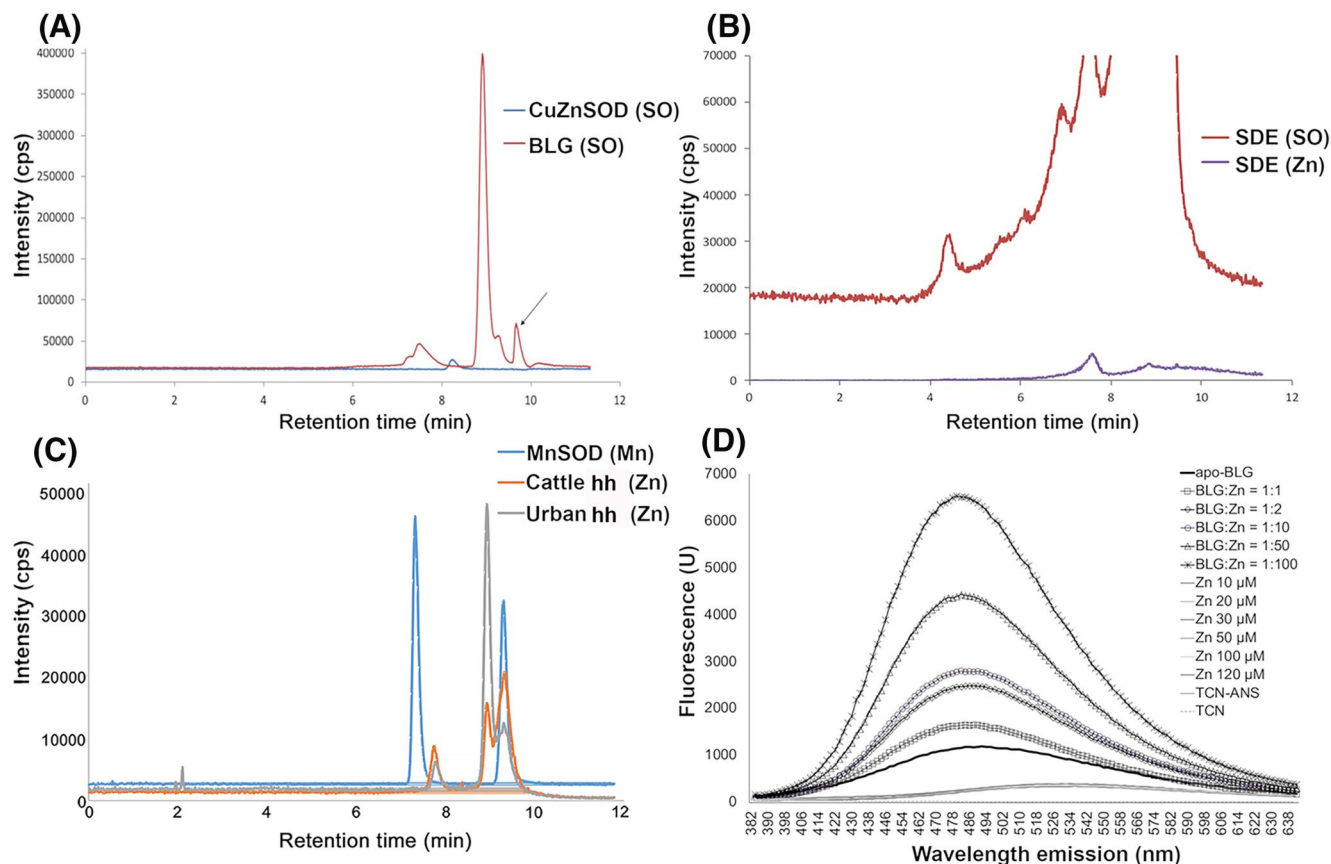 (A)
Intensity (cps)
400000
350000
300000
250000
200000
150000
100000
50000
0
0 2 4 6 8 10 12
Retention time (min)
CuZnSOD (SO)
BLG (SO)
(B)
Intensity (cps)
70000
60000
50000
40000
30000
20000
10000
0
0 2 4 6 8 10 12
Retention time (min)
SDE (SO)
SDE (Zn)
(C)
Intensity (cps)
50000
40000
30000
20000
10000
0
0 2 4 6 8 10 12
Retention time (min)
MnSOD (Mn)
Cattle hh (Zn)
Urban hh (Zn)
(D)
Fluorescence (U)
7000
6000
5000
4000
3000
2000
1000
0
382 390 398 406 414 422 430 438 446 454 462 470 478 486 494 502 510 518 526 534 542 550 558 566 574 582 590 598 606 614 622 630 638
Wavelength emission (nm)
apo-BLG
BLG:Zn = 1:1
BLG:Zn = 1:2
BLG:Zn = 1:10
BLG:Zn = 1:50
BLG:Zn = 1:100
Zn 10 µM
Zn 20 µM
Zn 30 µM
Zn 50 µM
Zn 100 µM
Zn 120 µM
TCN-ANS
TCN